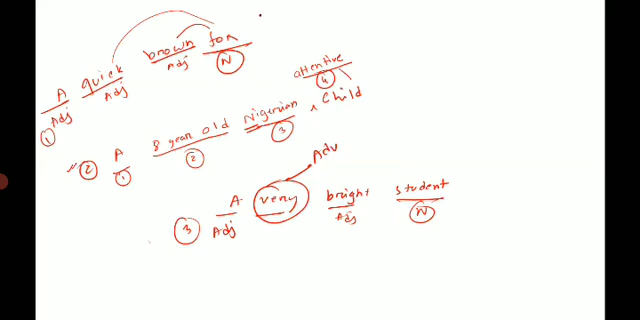 A quick brown fox
Adj Adj Adj N
1
attentive
4
2 A 8 year old Nigerian ^ child
1 2 3
Adv
3 A very bright student
Adj Adj N